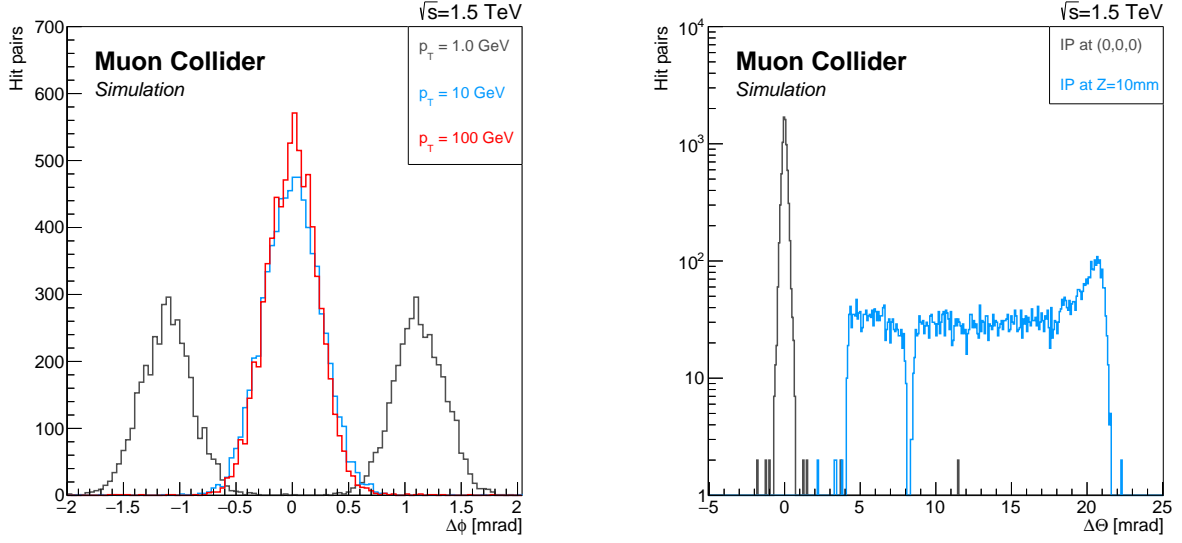 √s=1.5 TeV
Hit pairs
700
600
500
400
300
200
100
0
Muon Collider
Simulation
p_T = 1.0 GeV
p_T = 10 GeV
p_T = 100 GeV
−2 −1.5 −1 −0.5 0 0.5 1 1.5 2
Δϕ [mrad]
√s=1.5 TeV
Hit pairs
10^4
10^3
10^2
10
1
Muon Collider
Simulation
IP at (0,0,0)
IP at Z=10mm
−5 0 5 10 15 20 25
ΔΘ [mrad]